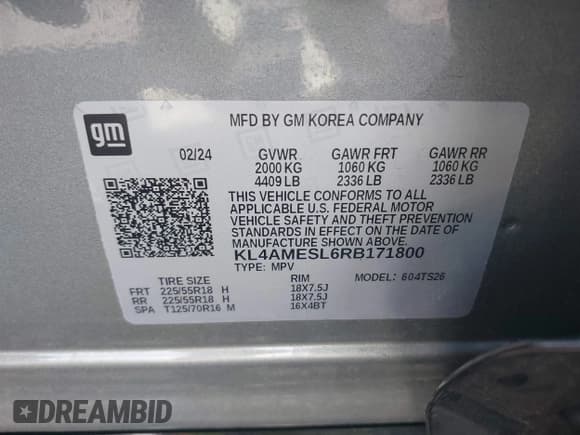 gm
MFD BY GM KOREA COMPANY
02/24 GVWR GAWR FRT GAWR RR
2000 KG 1060 KG 1060 KG
4409 LB 2336 LB 2336 LB
THIS VEHICLE CONFORMS TO ALL
APPLICABLE U.S. FEDERAL MOTOR
VEHICLE SAFETY AND THEFT PREVENTION
STANDARDS IN EFFECT ON THE DATE OF
MANUFACTURE SHOWN ABOVE.
KL4AMESL6RB171800
TYPE: MPV MODEL: 604TS26
TIRE SIZE RIM
FRT 225/55R18 H 18X7.5J
RR 225/55R18 H 18X7.5J
SPA T125/70R16 M 16X4BT
DREAMBID